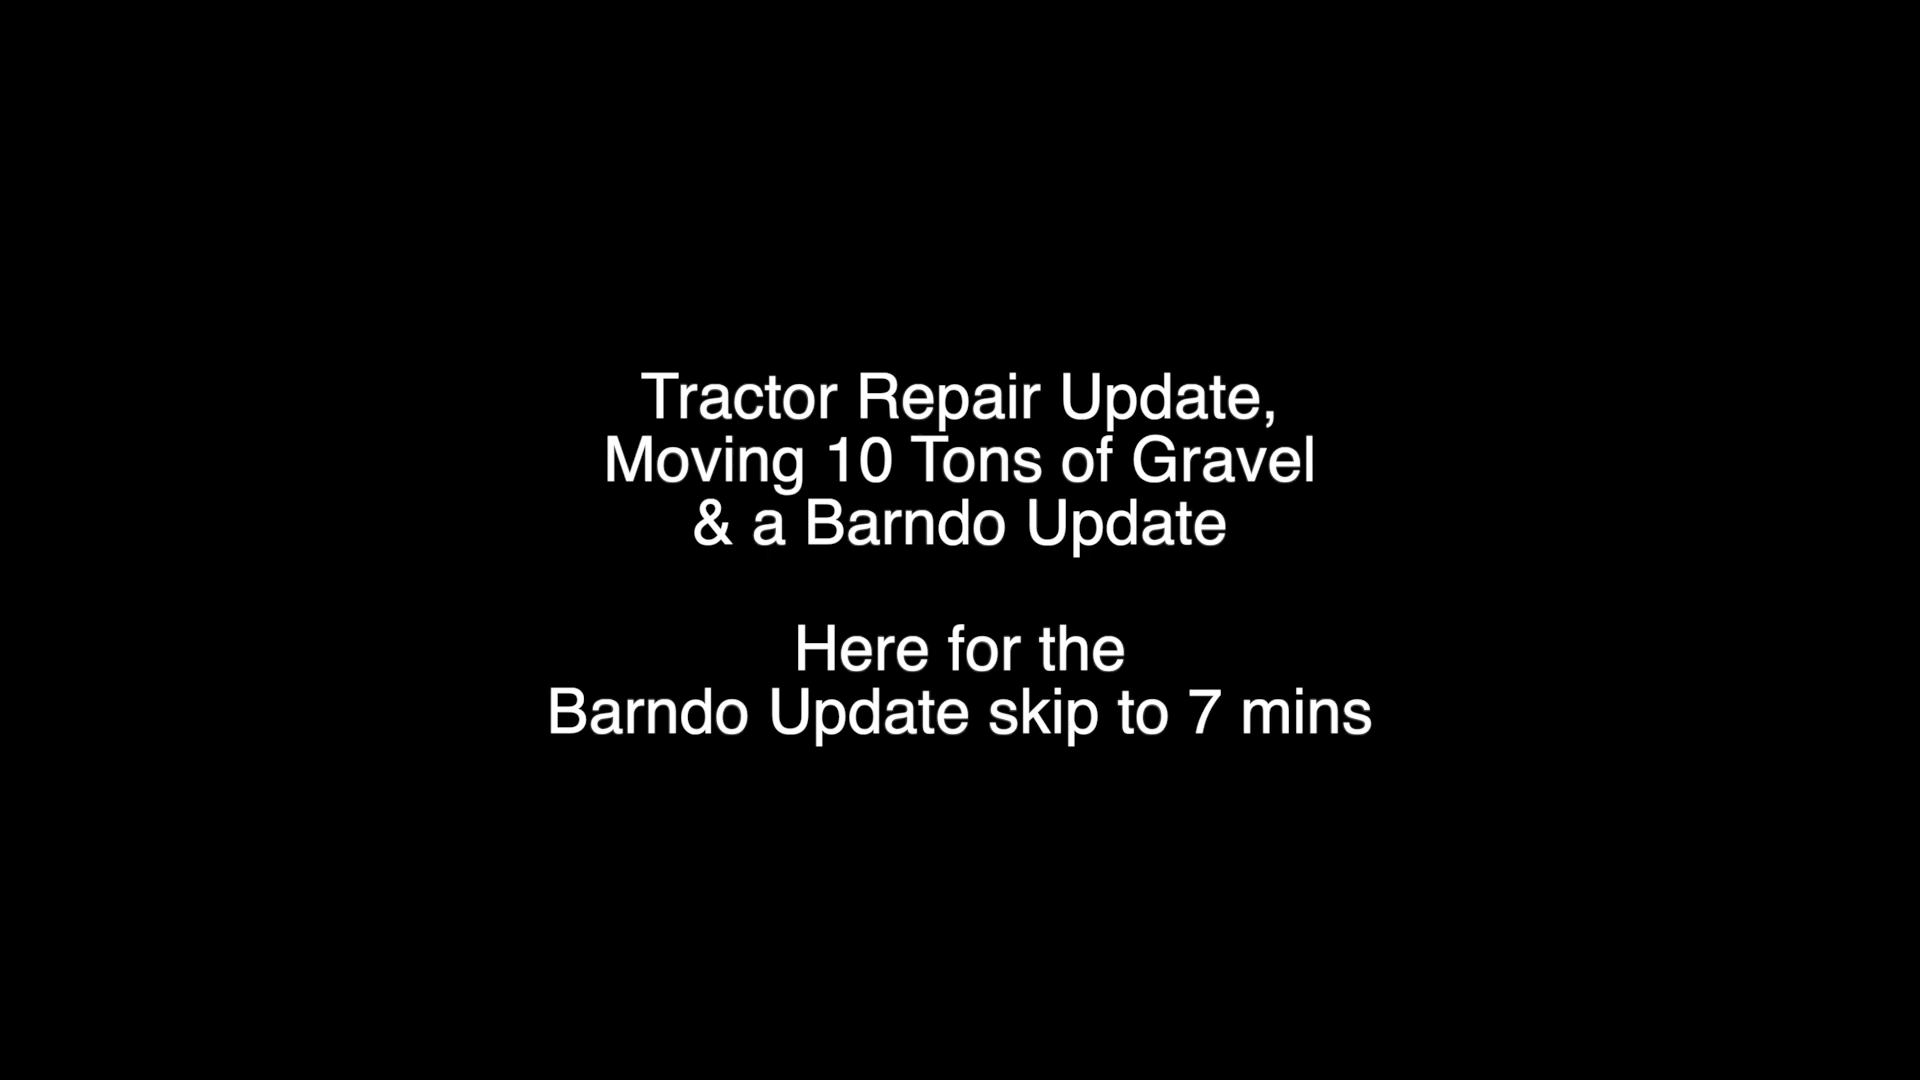 Tractor Repair Update,
Moving 10 Tons of Gravel
& a Barndo Update
Here for the
Barndo Update skip to 7 mins